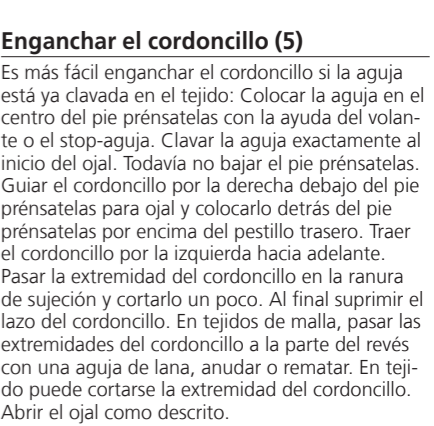 Enganchar el cordoncillo (5)
Es más fácil enganchar el cordoncillo si la aguja
está ya clavada en el tejido: Colocar la aguja en el
centro del pie prénsatelas con la ayuda del volan-
te o el stop-aguja. Clavar la aguja exactamente al
inicio del ojal. Todavía no bajar el pie prénsatelas.
Guiar el cordoncillo por la derecha debajo del pie
prénsatelas para ojal y colocarlo detrás del pie
prénsatelas por encima del pestillo trasero. Traer
el cordoncillo por la izquierda hacia adelante.
Pasar la extremidad del cordoncillo en la ranura
de sujeción y cortarlo un poco. Al final suprimir el
lazo del cordoncillo. En tejidos de malla, pasar las
extremidades del cordoncillo a la parte del revés
con una aguja de lana, anudar o rematar. En teji-
do puede cortarse la extremidad del cordoncillo.
Abrir el ojal como descrito.